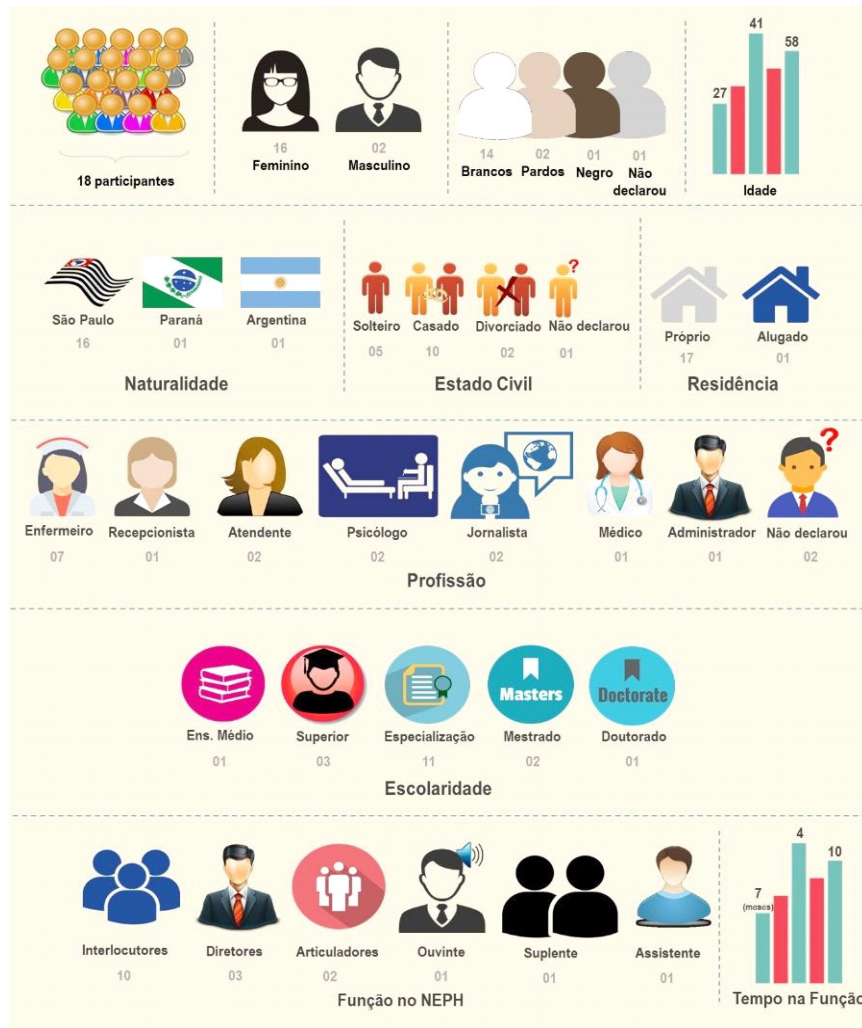 18 participantes
16
Feminino
02
Masculino
14
Brancos
02
Pardos
01
Negro
01
Não
declarou
27
41
58
Idade
São Paulo
16
Paraná
01
Argentina
01
Naturalidade
Solteiro
05
Casado
10
Divorciado
02
?
Não declarou
01
Estado Civil
Próprio
17
Alugado
01
Residência
Enfermeiro
07
Recepcionista
01
Atendente
02
Psicólogo
02
Jornalista
02
Médico
01
Administrador
01
?
Não declarou
02
Profissão
Ens. Médio
01
Superior
03
Especialização
11
Masters
Mestrado
02
Doctorate
Doutorado
01
Escolaridade
Interlocutores
10
Diretores
03
Articuladores
02
Ouvinte
01
Suplente
01
Assistente
01
Função no NEPH
7
(meses)
4
10
Tempo na Função